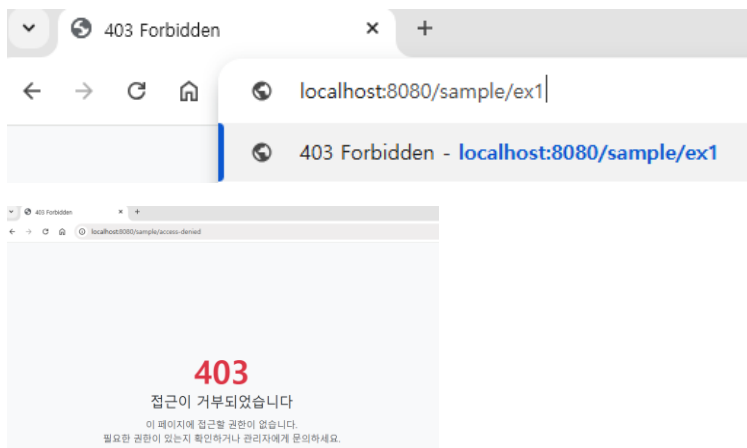 403 Forbidden
localhost:8080/sample/ex1
403 Forbidden - localhost:8080/sample/ex1
403 Forbidden
localhost:8080/sample/access-denied
403
접근이 거부되었습니다
이 페이지에 접근할 권한이 없습니다.
필요한 권한이 있는지 확인하거나 관리자에게 문의하세요.